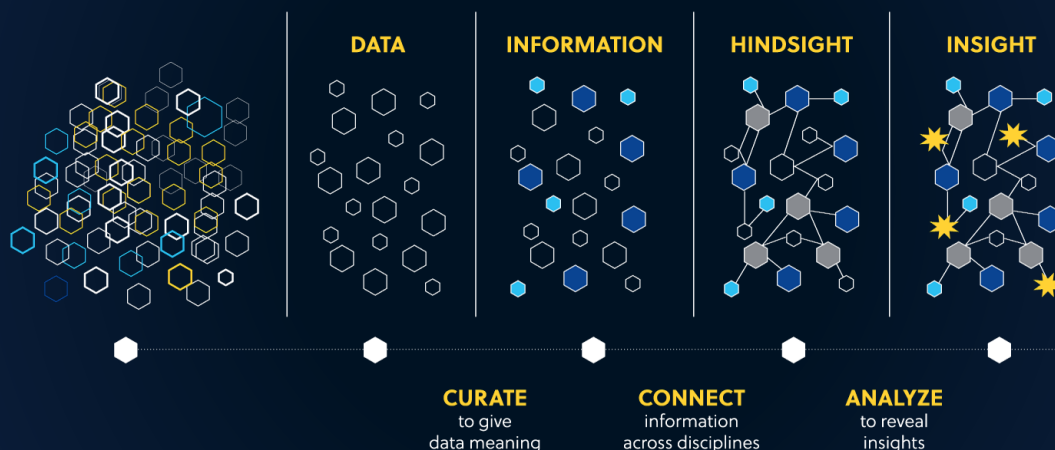 DATA
INFORMATION
HINDSIGHT
INSIGHT
CURATE
to give
data meaning
CONNECT
information
across disciplines
ANALYZE
to reveal
insights